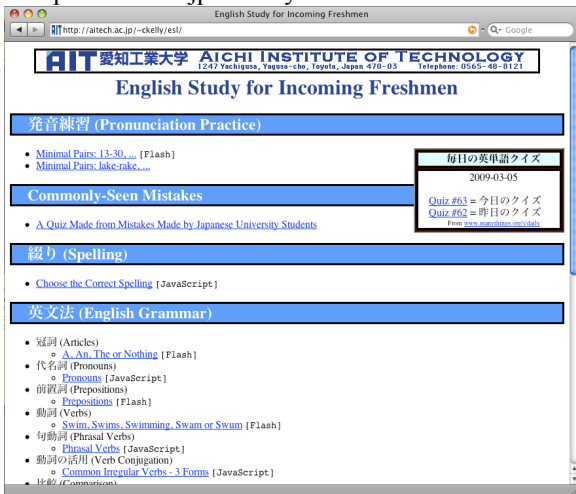 English Study for Incoming Freshmen
http://aitech.ac.jp/~ckelly/esl/
Google
AIT 愛知工業大学 AICHI INSTITUTE OF TECHNOLOGY
1247 Yachigusa, Yagusa-cho, Toyota, Japan 470-03 Telephone: 0565-48-8121
English Study for Incoming Freshmen
発音練習 (Pronunciation Practice)
Minimal Pairs: 13-30, ... [Flash]
Minimal Pairs: lake-rake, ...
毎日の英単語クイズ
2009-03-05
Quiz #63 = 今日のクイズ
Quiz #62 = 昨日のクイズ
From www.manythings.org/j/daily
Commonly-Seen Mistakes
A Quiz Made from Mistakes Made by Japanese University Students
綴り (Spelling)
Choose the Correct Spelling [JavaScript]
英文法 (English Grammar)
冠詞 (Articles)
A, An, The or Nothing [Flash]
代名詞 (Pronouns)
Pronouns [JavaScript]
前置詞 (Prepositions)
Prepositions [Flash]
動詞 (Verbs)
Swim, Swims, Swimming, Swam or Swum [Flash]
句動詞 (Phrasal Verbs)
Phrasal Verbs [JavaScript]
動詞の活用 (Verb Conjugation)
Common Irregular Verbs - 3 Forms [JavaScript]
比較 (Comparison)